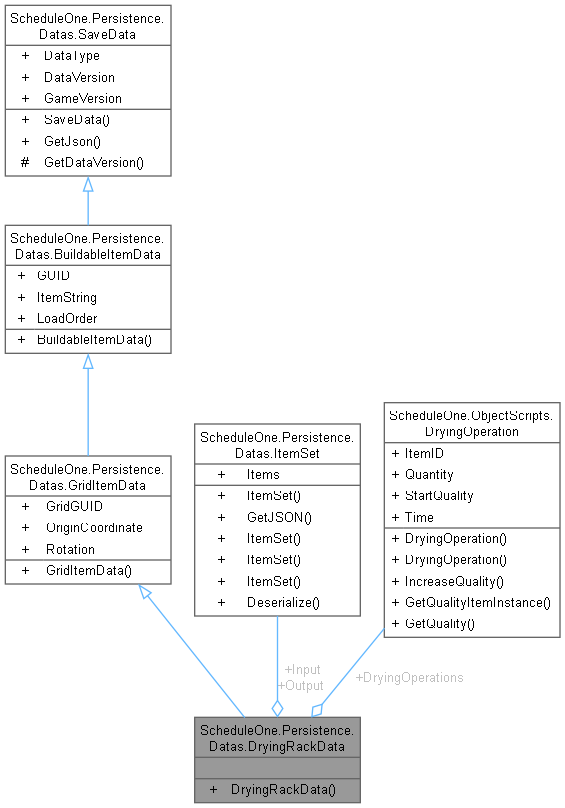 ScheduleOne.Persistence.
Datas.SaveData
+ DataType
+ DataVersion
+ GameVersion
+ SaveData()
+ GetJson()
# GetDataVersion()
ScheduleOne.Persistence.
Datas.BuildableItemData
+ GUID
+ ItemString
+ LoadOrder
+ BuildableItemData()
ScheduleOne.Persistence.
Datas.GridItemData
+ GridGUID
+ OriginCoordinate
+ Rotation
+ GridItemData()
ScheduleOne.Persistence.
Datas.ItemSet
+ Items
+ ItemSet()
+ GetJSON()
+ ItemSet()
+ ItemSet()
+ ItemSet()
+ Deserialize()
ScheduleOne.ObjectScripts.
DryingOperation
+ ItemID
+ Quantity
+ StartQuality
+ Time
+ DryingOperation()
+ DryingOperation()
+ IncreaseQuality()
+ GetQualityItemInstance()
+ GetQuality()
+Input
+Output
+DryingOperations
ScheduleOne.Persistence.
Datas.DryingRackData
+ DryingRackData()